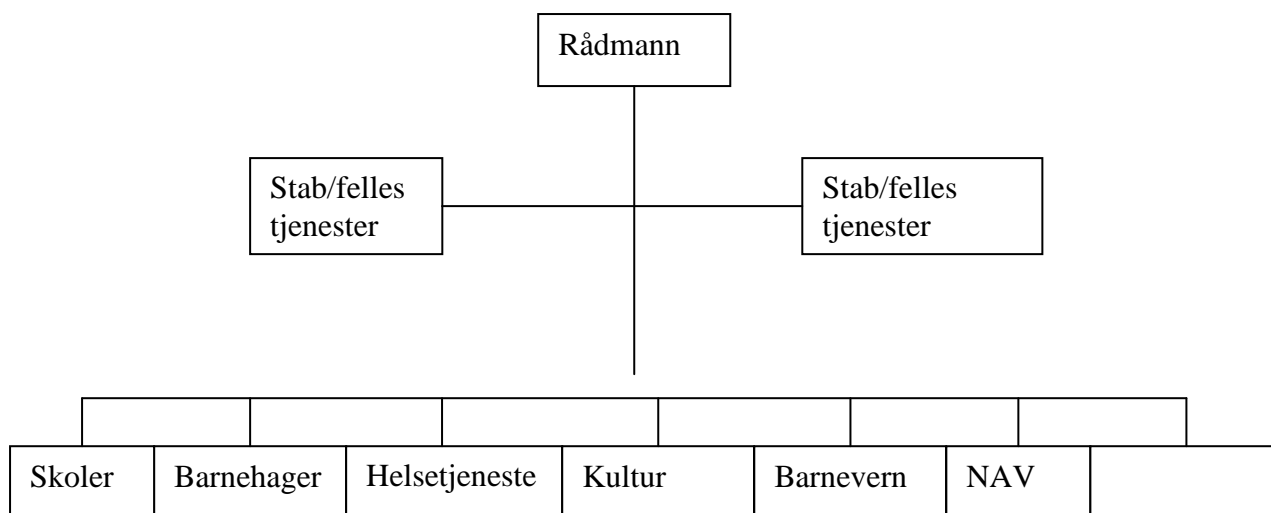 Rådmann
Stab/felles
tjenester
Stab/felles
tjenester
Skoler
Barnehager
Helsetjeneste
Kultur
Barnevern
NAV